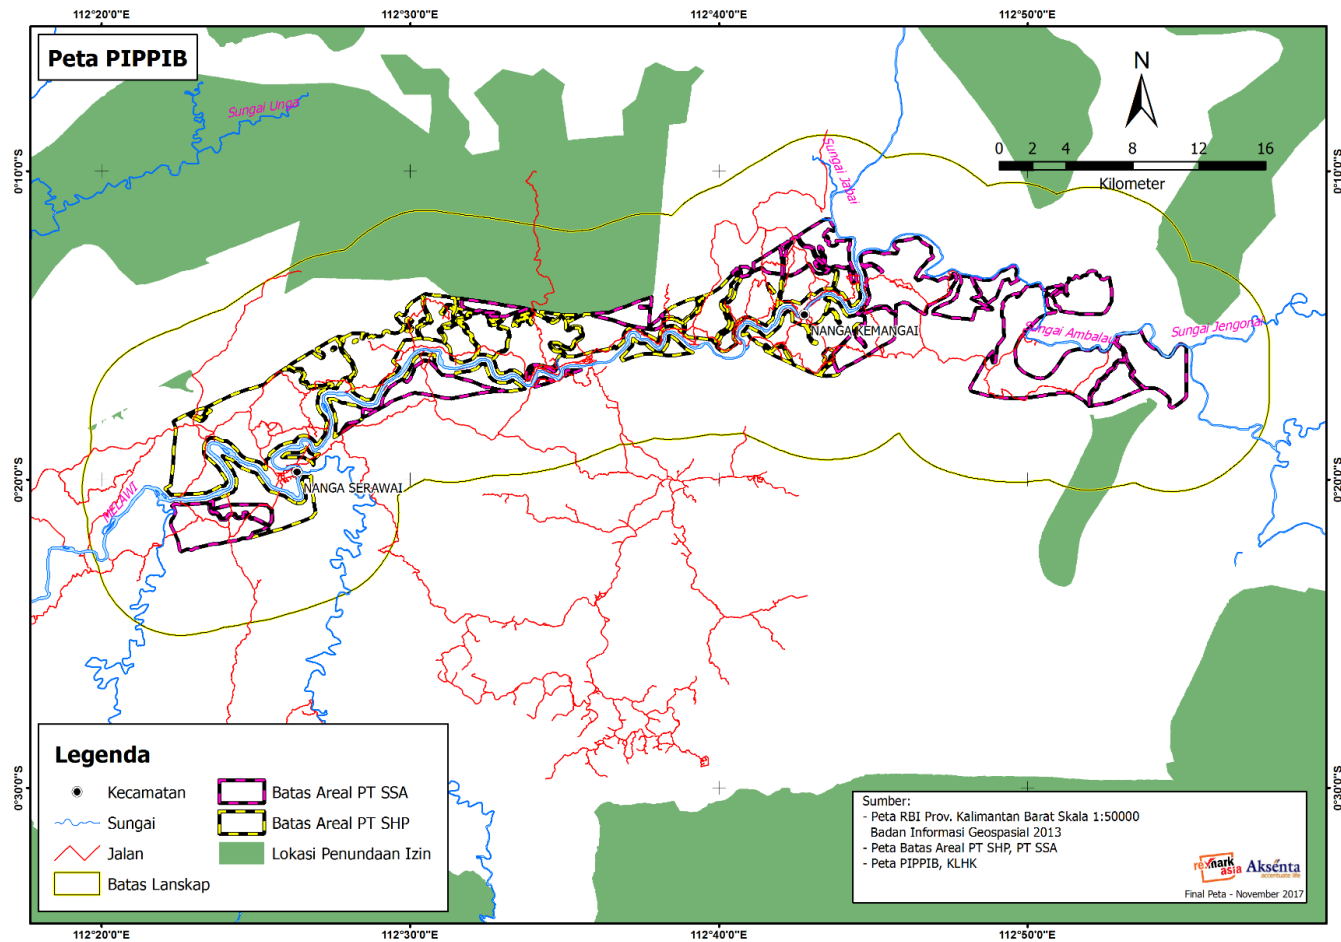 112°20'0"E 112°30'0"E 112°40'0"E 112°50'0"E
Peta PIPPIB
N
0 2 4 8 12 16
Kilometer
0°10'0"S 0°10'0"S
Sungai Unga
Sungai Jabai
NANGA KEMANGAI
Sungai Ambalau
Sungai Jengonai
0°20'0"S 0°20'0"S
MELAWI
NANGA SERAWAI
0°30'0"S 0°30'0"S
Legenda
Kecamatan
Sungai
Jalan
Batas Lanskap
Batas Areal PT SSA
Batas Areal PT SHP
Lokasi Penundaan Izin
Sumber:
- Peta RBI Prov. Kalimantan Barat Skala 1:50000
Badan Informasi Geospasial 2013
- Peta Batas Areal PT SHP, PT SSA
- Peta PIPPIB, KLHK
remark
asia
Aksenta
accentuate life
Final Peta - November 2017
112°20'0"E 112°30'0"E 112°40'0"E 112°50'0"E